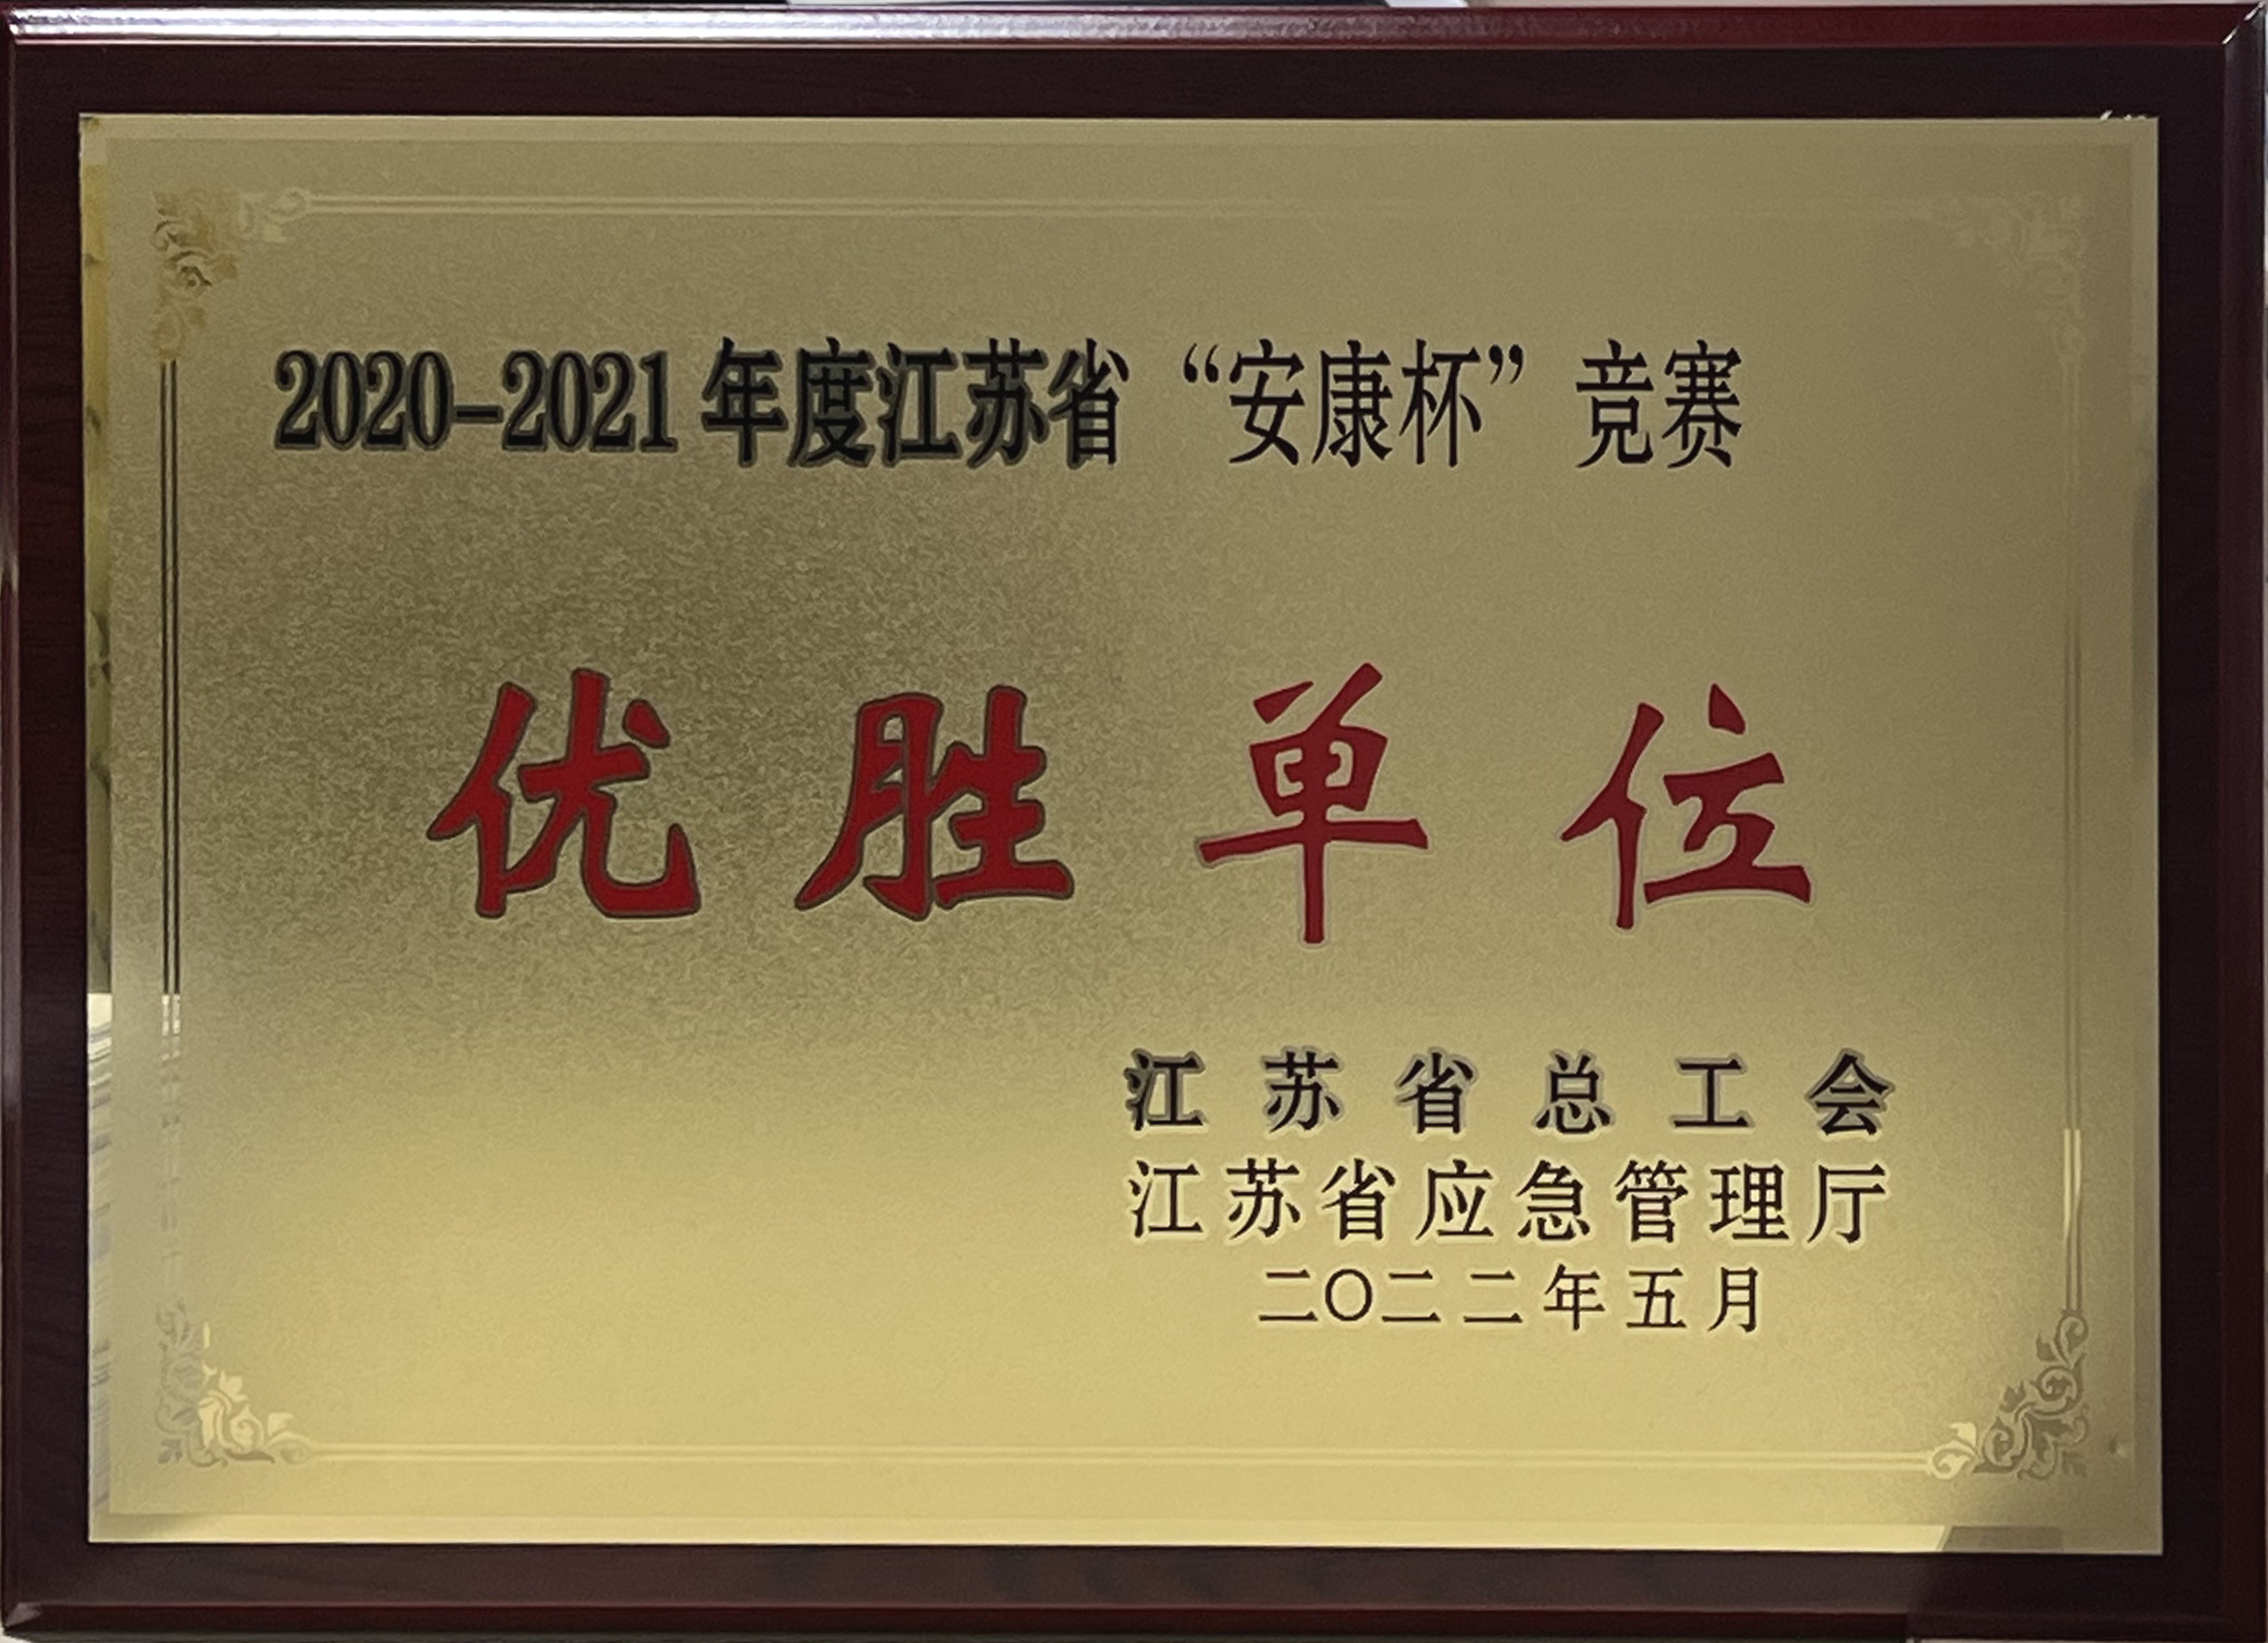 2020-2021年度江苏省“安康杯”竞赛
优胜单位
江苏省总工会
江苏省应急管理厅
二〇二二年五月